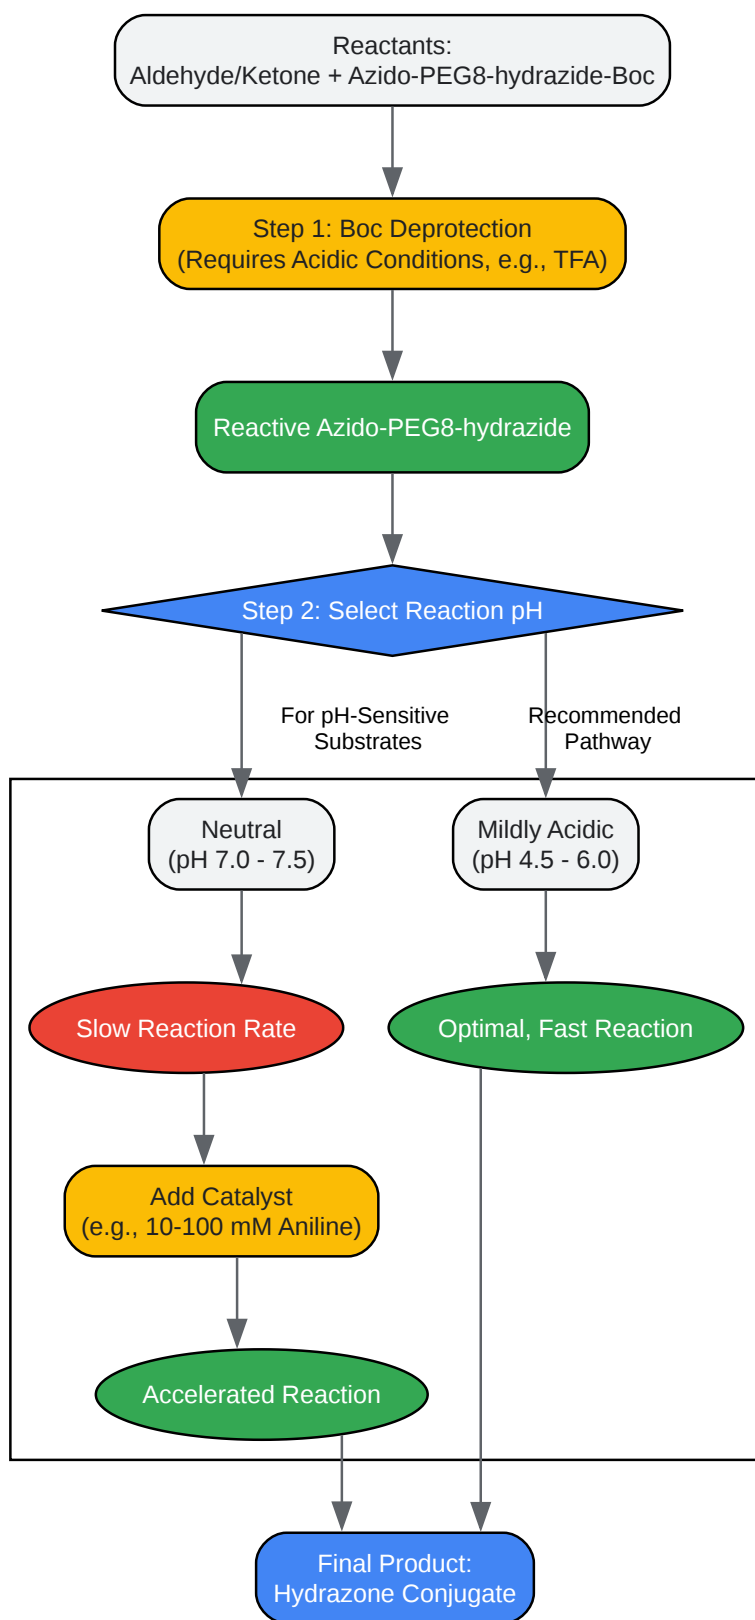 Reactants:
Aldehyde/Ketone + Azido-PEG8-hydrazide-Boc
Step 1: Boc Deprotection
(Requires Acidic Conditions, e.g., TFA)
Reactive Azido-PEG8-hydrazide
Step 2: Select Reaction pH
For pH-Sensitive
Substrates
Recommended
Pathway
Neutral
(pH 7.0 - 7.5)
Mildly Acidic
(pH 4.5 - 6.0)
Slow Reaction Rate
Optimal, Fast Reaction
Add Catalyst
(e.g., 10-100 mM Aniline)
Accelerated Reaction
Final Product:
Hydrazone Conjugate